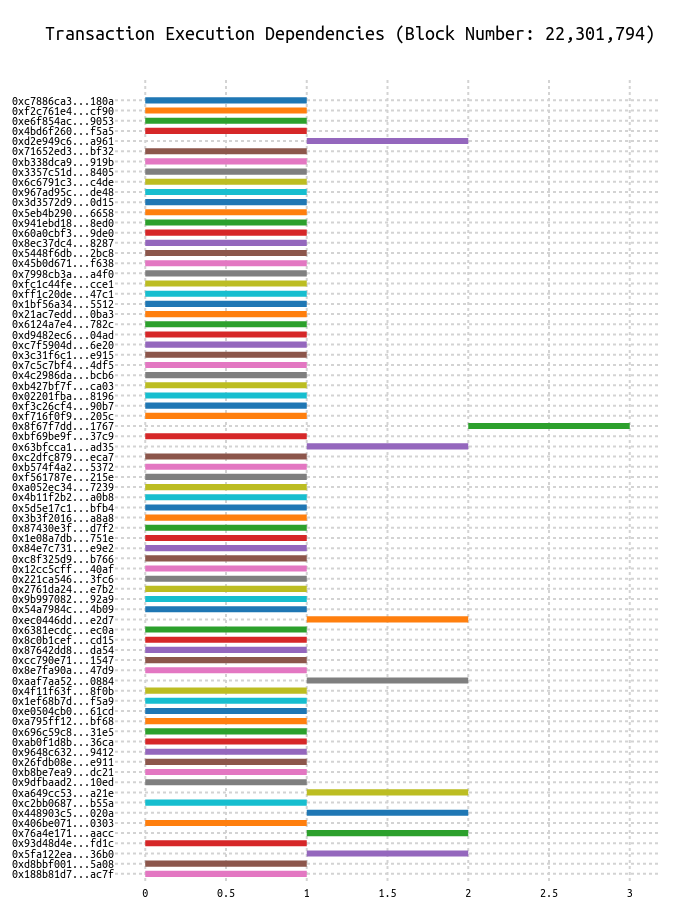 Transaction Execution Dependencies (Block Number: 22,301,794)
0xc7886ca3...180a
0xf2c761e4...cf90
0xe6f854ac...9053
0x4bd6f260...f5a5
0xd2e949c6...a961
0x71652ed3...bf32
0xb338dca9...919b
0x3357c51d...8405
0x6c6791c3...c4de
0x967ad95c...de48
0x3d3572d9...0d15
0x5eb4b290...6658
0x941ebd18...8ed0
0x60a0cbf3...9de0
0x8ec37dc4...8287
0x5448f6db...2bc8
0x45b0d671...f638
0x7998cb3a...a4f0
0xfc1c44fe...cce1
0xff1c20de...47c1
0x1bf56a34...5512
0x21ac7edd...0ba3
0x6124a7e4...782c
0xd9482ec6...04ad
0xc7f5904d...6e20
0x3c31f6c1...e915
0x7c5c7bf4...4df5
0x4c2986da...bcb6
0xb427bf7f...ca03
0x02201fba...8196
0xf3c26cf4...90b7
0xf716f0f9...205c
0x8f67f7dd...1767
0xbf69be9f...37c9
0x63bfcca1...ad35
0xc2dfc879...eca7
0xb574f4a2...5372
0xf561787e...215e
0xa052ec34...7239
0x4b11f2b2...a0b8
0x5d5e17c1...bfb4
0x3b3f2016...a8a8
0x87430e3f...d7f2
0x1e08a7db...751e
0x84e7c731...e9e2
0xc8f325d9...b766
0x12cc5cff...40af
0x221ca546...3fc6
0x2761da24...e7b2
0x9b997082...92a9
0x54a7984c...4b09
0xec0446dd...e2d7
0x6381ecdc...ec0a
0x8c0b1cef...cd15
0x87642dd8...da54
0xcc790e71...1547
0x8e7fa90a...47d9
0xaaf7aa52...0884
0x4f11f63f...8f0b
0x1ef68b7d...f5a9
0xe0504cb0...61cd
0xa795ff12...bf68
0x696c59c8...31e5
0xab0f1d8b...36ca
0x9648c632...9412
0x26fdb08e...e911
0xb8be7ea9...dc21
0x9dfbaad2...10ed
0xa649cc53...a21e
0xc2bb0687...b55a
0x448903c5...020a
0x406be071...0303
0x76a4e171...aacc
0x93d48d4e...fd1c
0x5fa122ea...36b0
0xd8bbf001...5a08
0x188b81d7...ac7f
0 0.5 1 1.5 2 2.5 3